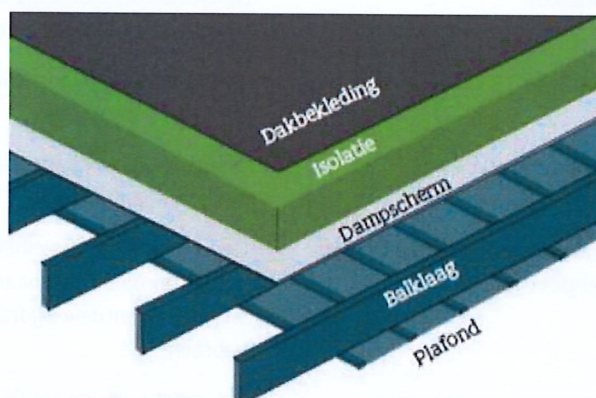 Dakbekleding
Isolatie
Dampscherm
Balklaag
Plafond